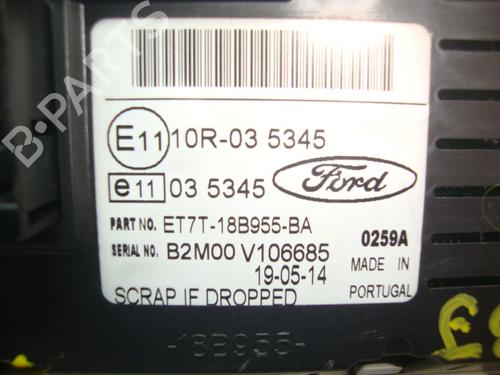 B-PARTS
E11 10R-03 5345
e11 03 5345 Ford
PART NO. ET7T-18B955-BA 0259A
SERIAL NO. B2M00 V106685
19-05-14 MADE IN
SCRAP IF DROPPED PORTUGAL
-18B955-